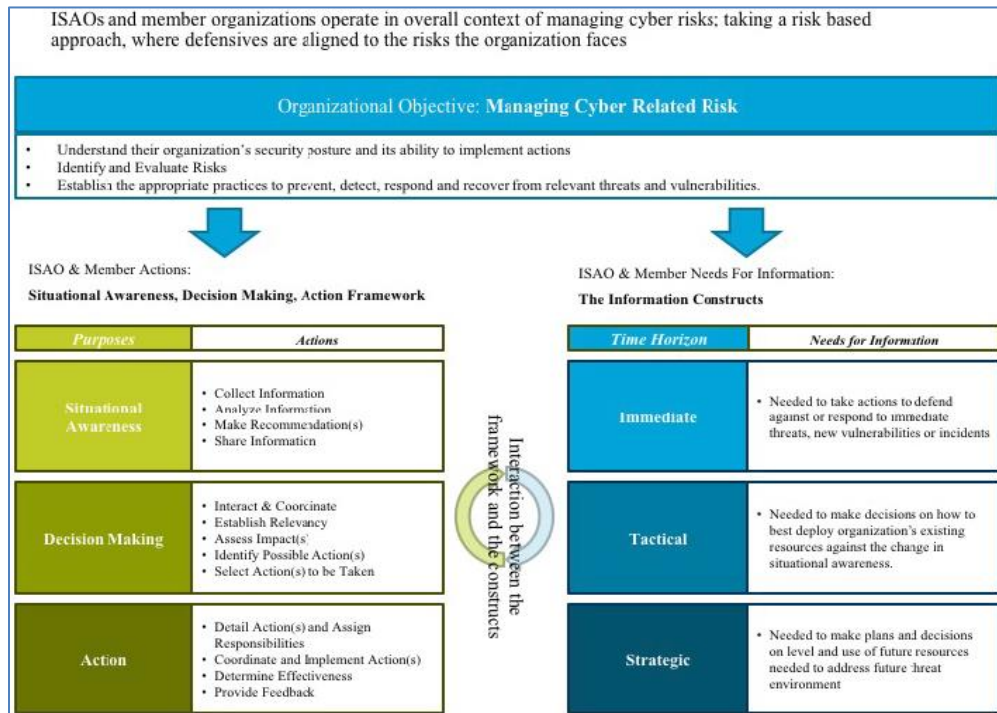 ISAOs and member organizations operate in overall context of managing cyber risks; taking a risk based
approach, where defensives are aligned to the risks the organization faces
Organizational Objective: Managing Cyber Related Risk
• Understand their organization's security posture and its ability to implement actions
• Identify and Evaluate Risks
• Establish the appropriate practices to prevent, detect, respond and recover from relevant threats and vulnerabilities.
ISAO & Member Actions:
Situational Awareness, Decision Making, Action Framework
Purposes
Actions
Situational
Awareness
• Collect Information
• Analyze Information
• Make Recommendation(s)
• Share Information
Decision Making
• Interact & Coordinate
• Establish Relevancy
• Assess Impact(s)
• Identify Possible Action(s)
• Select Action(s) to be Taken
Action
• Detail Action(s) and Assign
Responsibilities
• Coordinate and Implement Action(s)
• Determine Effectiveness
• Provide Feedback
Interaction between the
framework and the constructs
ISAO & Member Needs For Information:
The Information Constructs
Time Horizon
Needs for Information
Immediate
• Needed to take actions to defend
against or respond to immediate
threats, new vulnerabilities or incidents
Tactical
• Needed to make decisions on how to
best deploy organization's existing
resources against the change in
situational awareness.
Strategic
• Needed to make plans and decisions
on level and use of future resources
needed to address future threat
environment